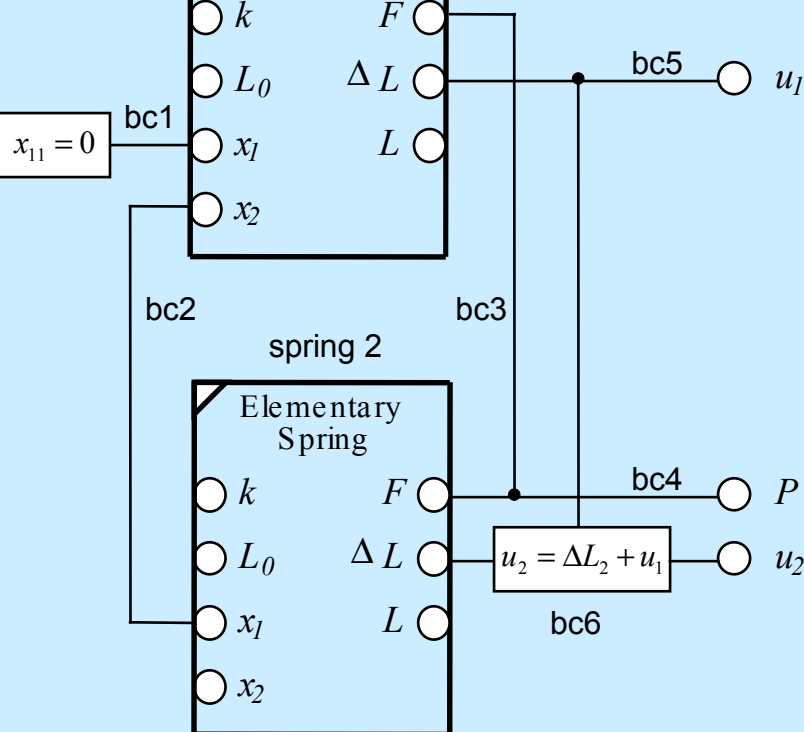 k F
L0 Δ L bc5 u1
bc1
x11 = 0 x1 L
x2
bc2 bc3
spring 2
Elementary
Spring
k F bc4 P
L0 Δ L u2 = ΔL2 + u1 u2
x1 L bc6
x2